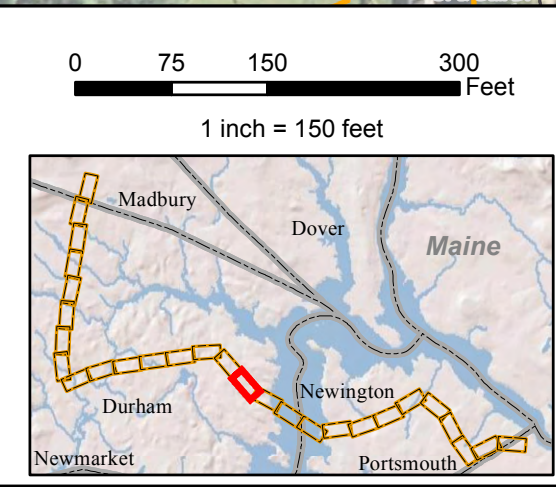 0 75 150 300
Feet
1 inch = 150 feet
Madbury
Dover
Maine
Newington
Durham
Newmarket
Portsmouth